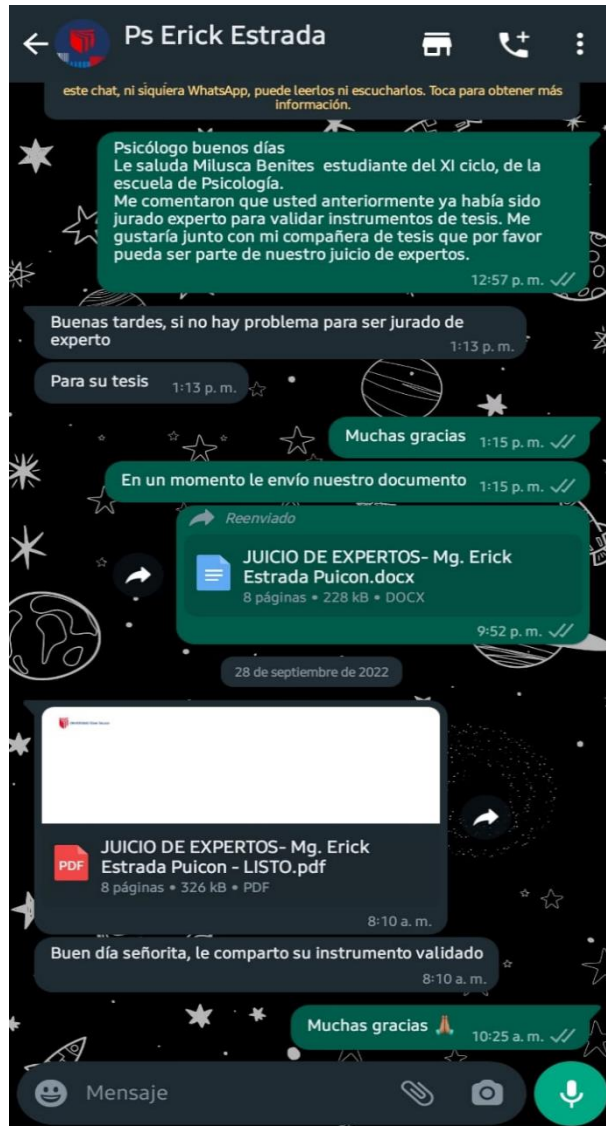 Ps Erick Estrada
este chat, ni siquiera WhatsApp, puede leerlos ni escucharlos. Toca para obtener más
información.
Psicólogo buenos días
Le saluda Milusca Benites estudiante del XI ciclo, de la
escuela de Psicología.
Me comentaron que usted anteriormente ya había sido
jurado experto para validar instrumentos de tesis. Me
gustaría junto con mi compañera de tesis que por favor
pueda ser parte de nuestro juicio de expertos.
12:57 p. m.
Buenas tardes, si no hay problema para ser jurado de
experto
1:13 p. m.
Para su tesis 1:13 p. m.
Muchas gracias 1:15 p. m.
En un momento le envío nuestro documento 1:15 p. m.
Reenviado
JUICIO DE EXPERTOS- Mg. Erick
Estrada Puicon.docx
8 páginas • 228 kB • DOCX
9:52 p. m.
28 de septiembre de 2022
PDF
JUICIO DE EXPERTOS- Mg. Erick
Estrada Puicon - LISTO.pdf
8 páginas • 326 kB • PDF
8:10 a. m.
Buen día señorita, le comparto su instrumento validado
8:10 a. m.
Muchas gracias 🙏🏽 10:25 a. m.
Mensaje